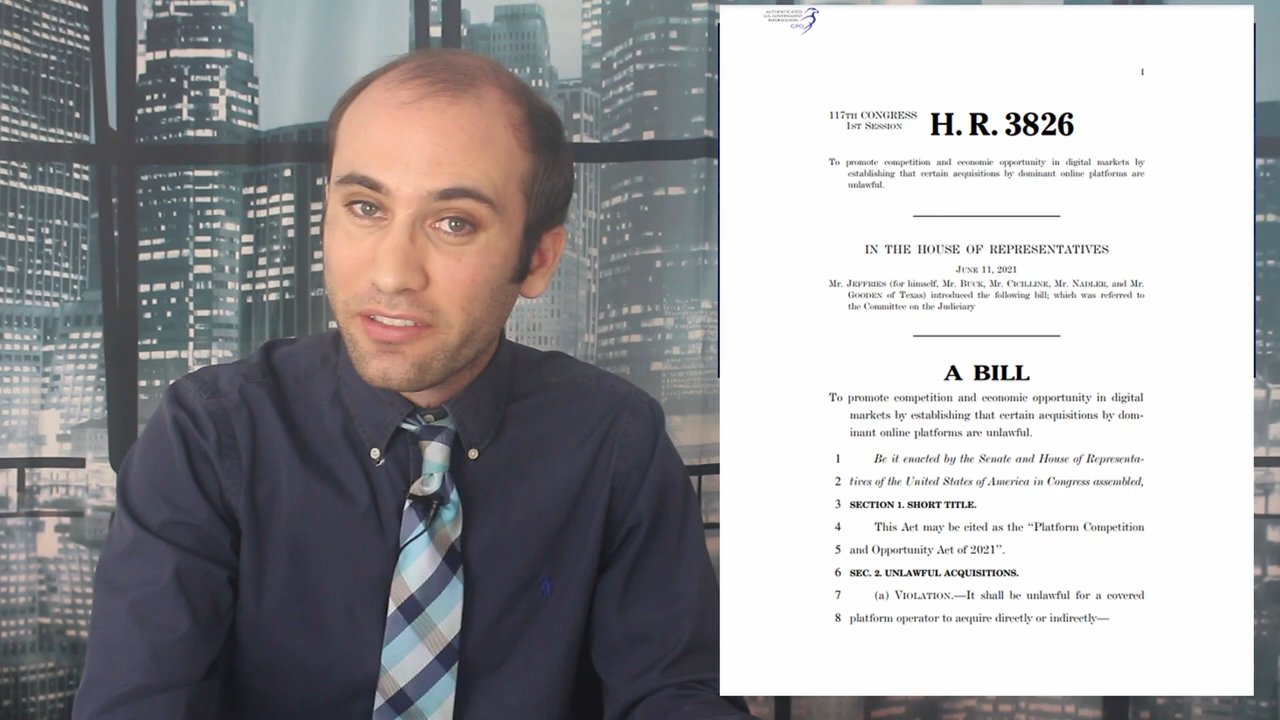 AUTHENTICATED
U.S. GOVERNMENT
INFORMATION
GPO
I
117TH CONGRESS
1ST SESSION
H. R. 3826
To promote competition and economic opportunity in digital markets by
establishing that certain acquisitions by dominant online platforms are
unlawful.
IN THE HOUSE OF REPRESENTATIVES
JUNE 11, 2021
Mr. JEFFRIES (for himself, Mr. BUCK, Mr. CICILLINE, Mr. NADLER, and Mr.
GOODEN of Texas) introduced the following bill; which was referred to
the Committee on the Judiciary
A BILL
To promote competition and economic opportunity in digital
markets by establishing that certain acquisitions by dom-
inant online platforms are unlawful.
1 Be it enacted by the Senate and House of Representa-
2 tives of the United States of America in Congress assembled,
3 SECTION 1. SHORT TITLE.
4 This Act may be cited as the “Platform Competition
5 and Opportunity Act of 2021”.
6 SEC. 2. UNLAWFUL ACQUISITIONS.
7 (a) VIOLATION.—It shall be unlawful for a covered
8 platform operator to acquire directly or indirectly—